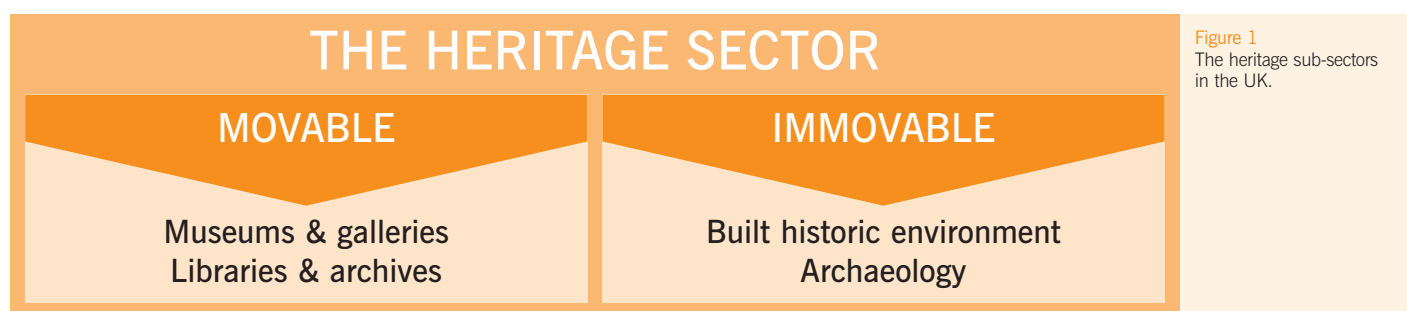 THE HERITAGE SECTOR
MOVABLE
Museums & galleries
Libraries & archives
IMMOVABLE
Built historic environment
Archaeology
Figure 1
The heritage sub-sectors
in the UK.